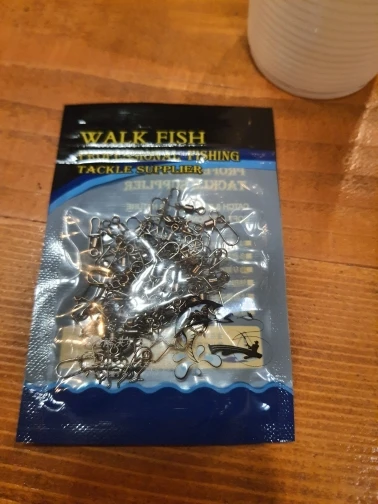 WALK FISH
PROFESSIONAL FISHING
TACKLE SUPPLIER